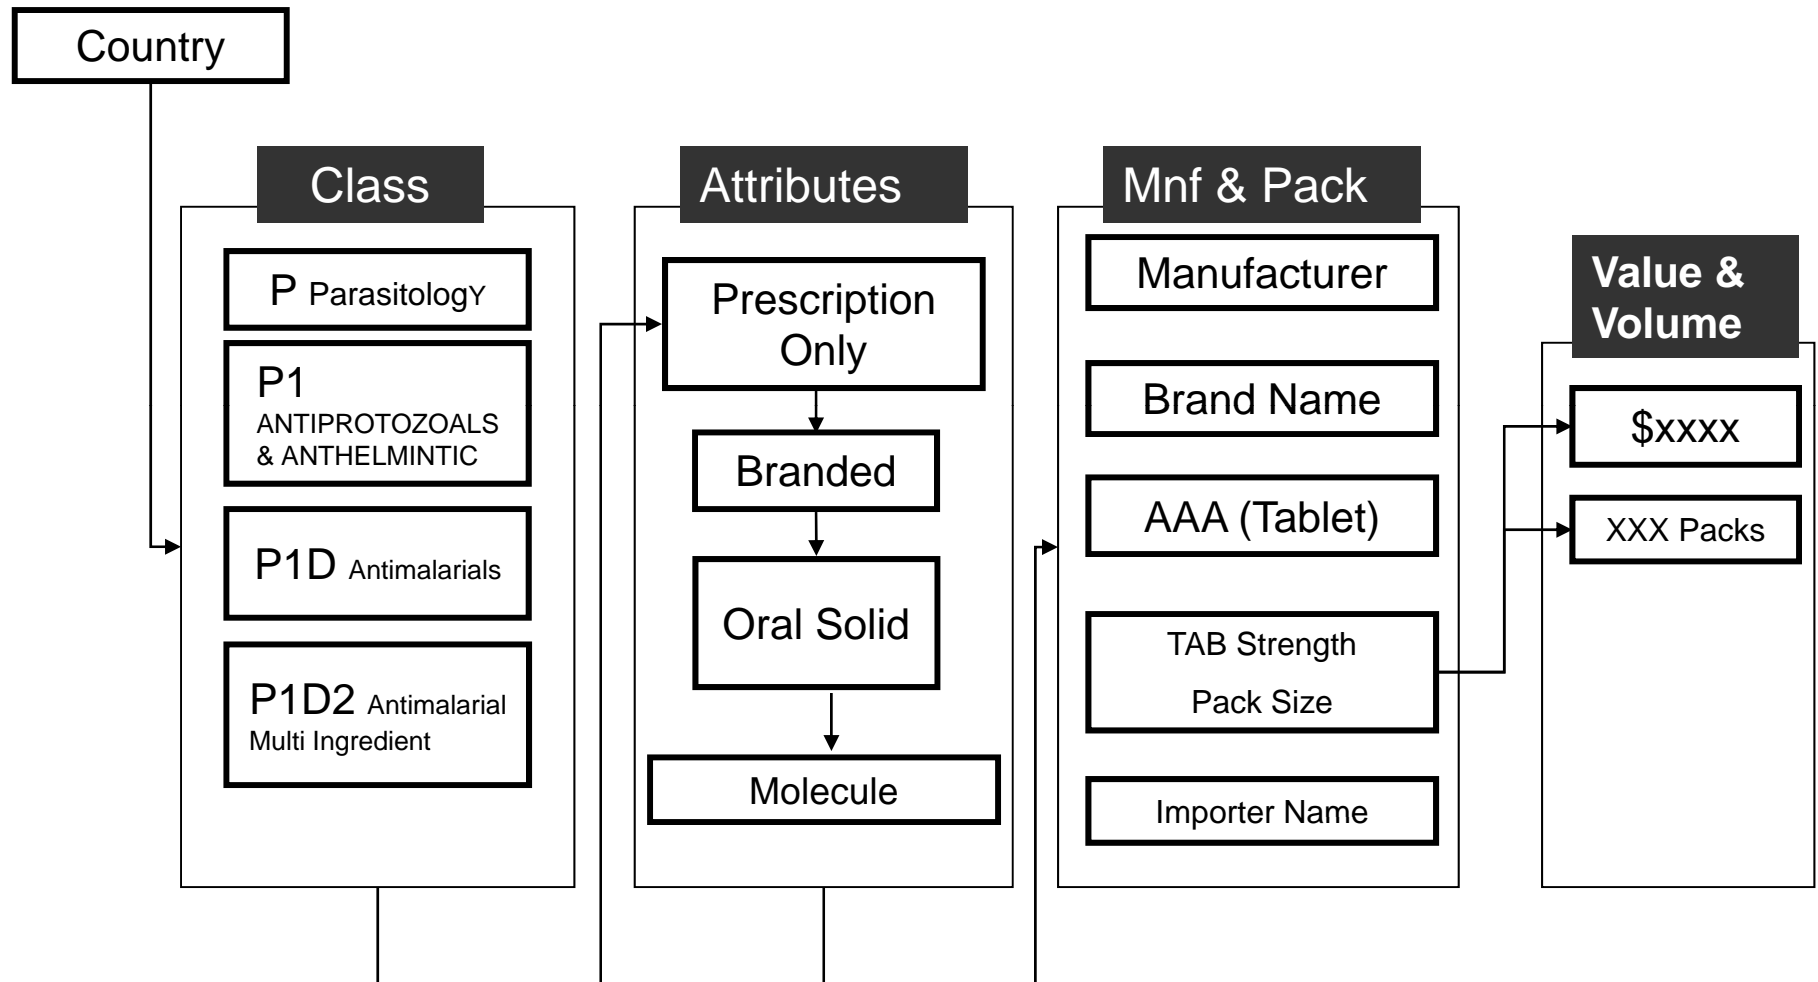 Country
Class
P ParasitologY
P1
ANTIPROTOZOALS
& ANTHELMINTIC
P1D Antimalarials
P1D2 Antimalarial
Multi Ingredient
Attributes
Prescription
Only
Branded
Oral Solid
Molecule
Mnf & Pack
Manufacturer
Brand Name
AAA (Tablet)
TAB Strength
Pack Size
Importer Name
Value &
Volume
$xxxx
XXX Packs